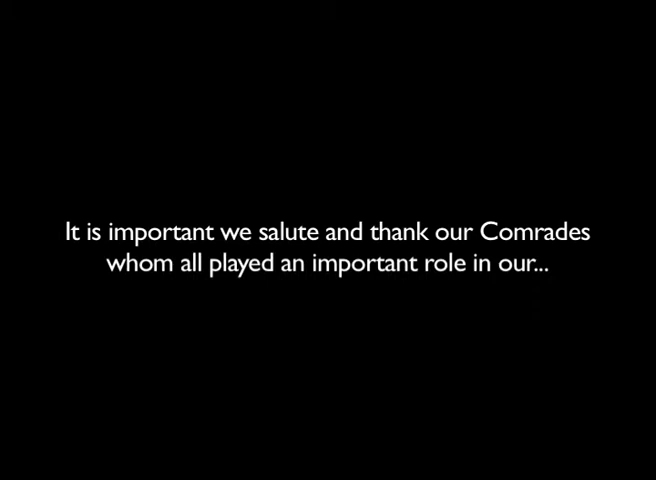 It is important we salute and thank our Comrades
whom all played an important role in our...